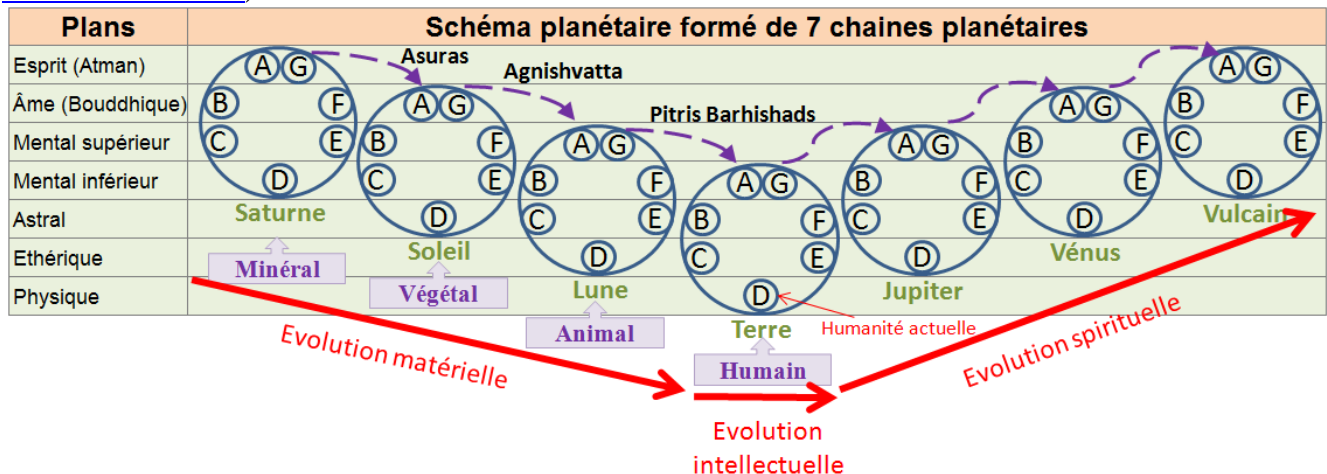 Plans
Schéma planétaire formé de 7 chaines planétaires
Esprit (Atman)
Âme (Bouddhique)
Mental supérieur
Mental inférieur
Astral
Ethérique
Physique
Asuras
Agnishvatta
Pitris Barhishads
A G
B F
C E
D
Saturne
A G
B F
C E
D
Soleil
A G
B F
C E
D
Lune
A G
B F
C E
D
Terre
A G
B F
C E
D
Jupiter
A G
B F
C E
D
Vénus
A G
B F
C E
D
Vulcain
Minéral
Végétal
Animal
Humain
Humanité actuelle
Evolution matérielle
Evolution
intellectuelle
Evolution spirituelle